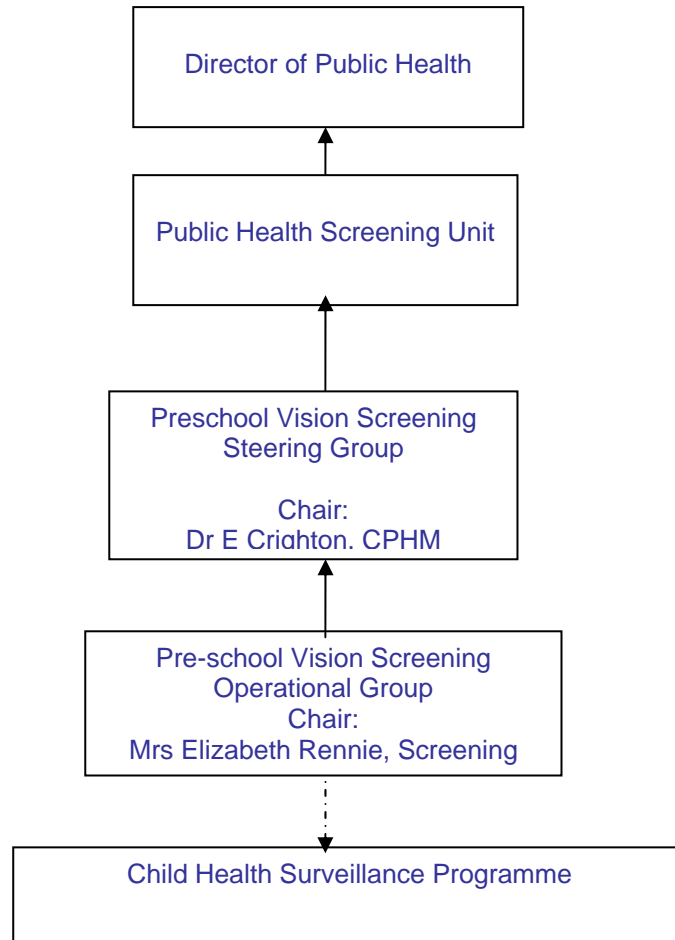 Director of Public Health
Public Health Screening Unit
Preschool Vision Screening
Steering Group
Chair:
Dr E Crighton, CPHM
Pre-school Vision Screening
Operational Group
Chair:
Mrs Elizabeth Rennie, Screening
Child Health Surveillance Programme